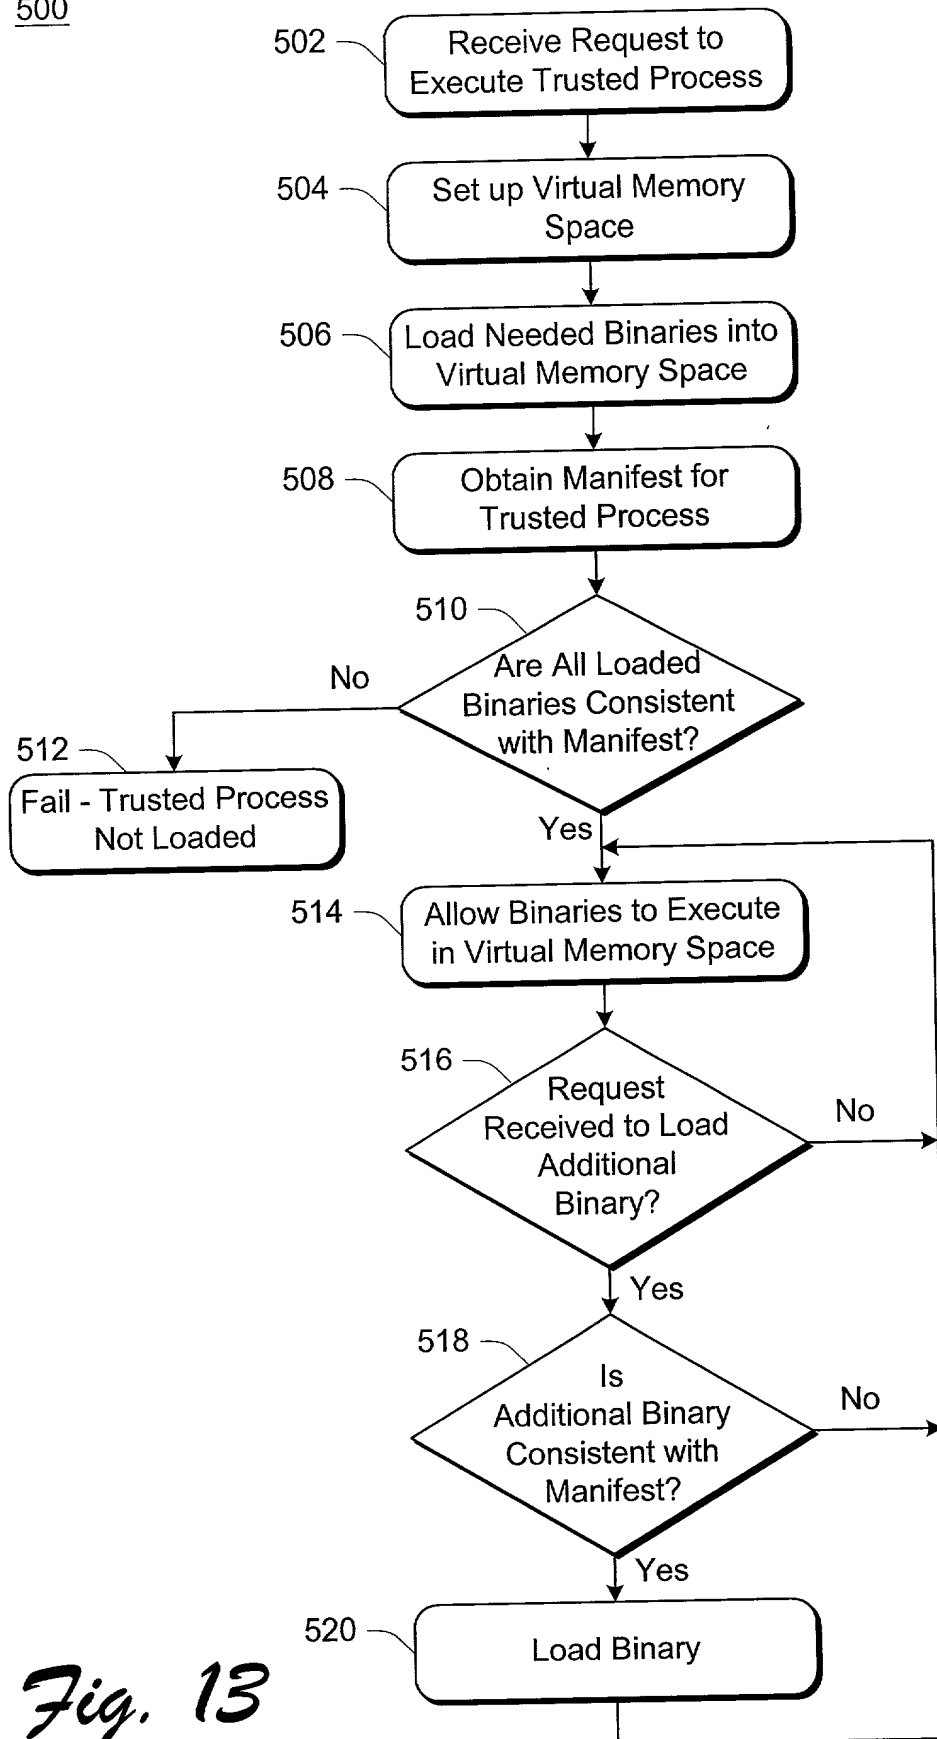 500
502
Receive Request to
Execute Trusted Process
504
Set up Virtual Memory
Space
506
Load Needed Binaries into
Virtual Memory Space
508
Obtain Manifest for
Trusted Process
510
Are All Loaded
Binaries Consistent
with Manifest?
No
512
Fail - Trusted Process
Not Loaded
Yes
514
Allow Binaries to Execute
in Virtual Memory Space
516
Request
Received to Load
Additional
Binary?
No
Yes
518
Is
Additional Binary
Consistent with
Manifest?
No
Yes
520
Load Binary
Fig. 13